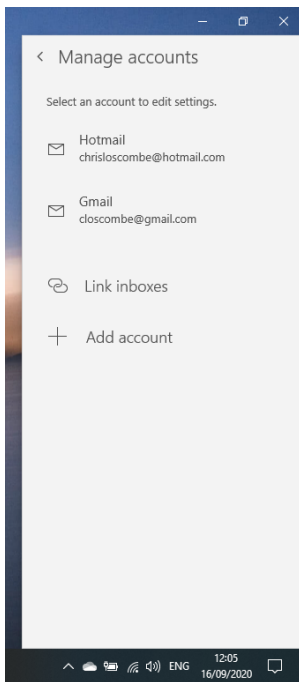 Manage accounts
Select an account to edit settings.
Hotmail
chrisloscombe@hotmail.com
Gmail
closcombe@gmail.com
Link inboxes
Add account
ENG
12:05
16/09/2020